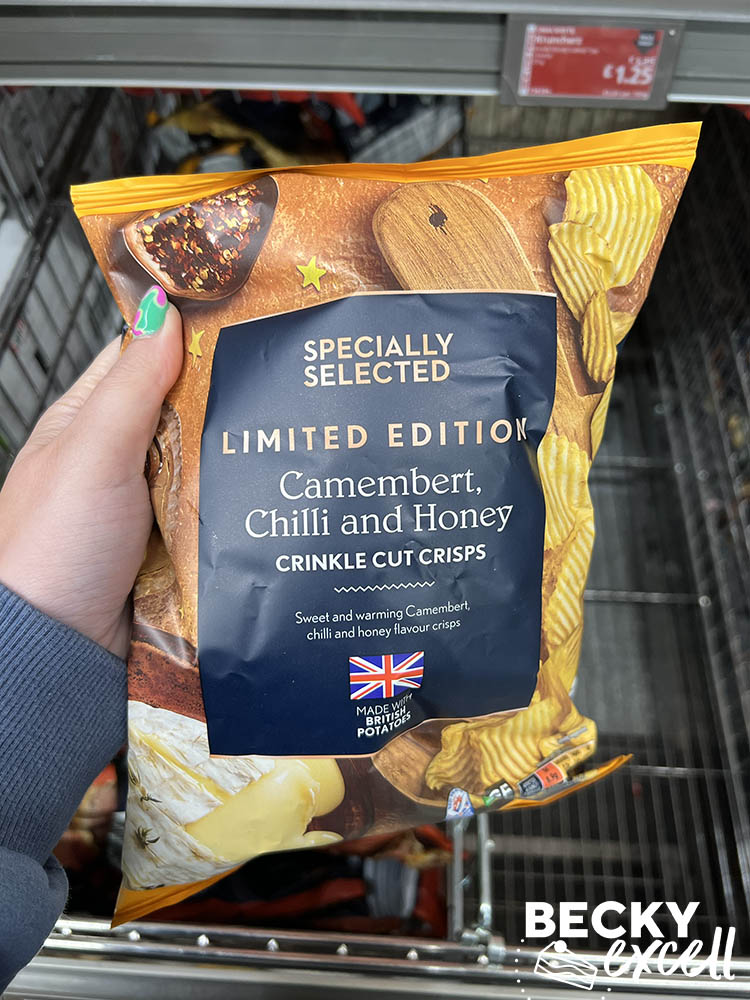 £1.25
SPECIALLY
SELECTED
LIMITED EDITION
Camembert,
Chilli and Honey
CRINKLE CUT CRISPS
Sweet and warming Camembert,
chilli and honey flavour crisps
MADE WITH
BRITISH
POTATOES
GF
BECKY
excell